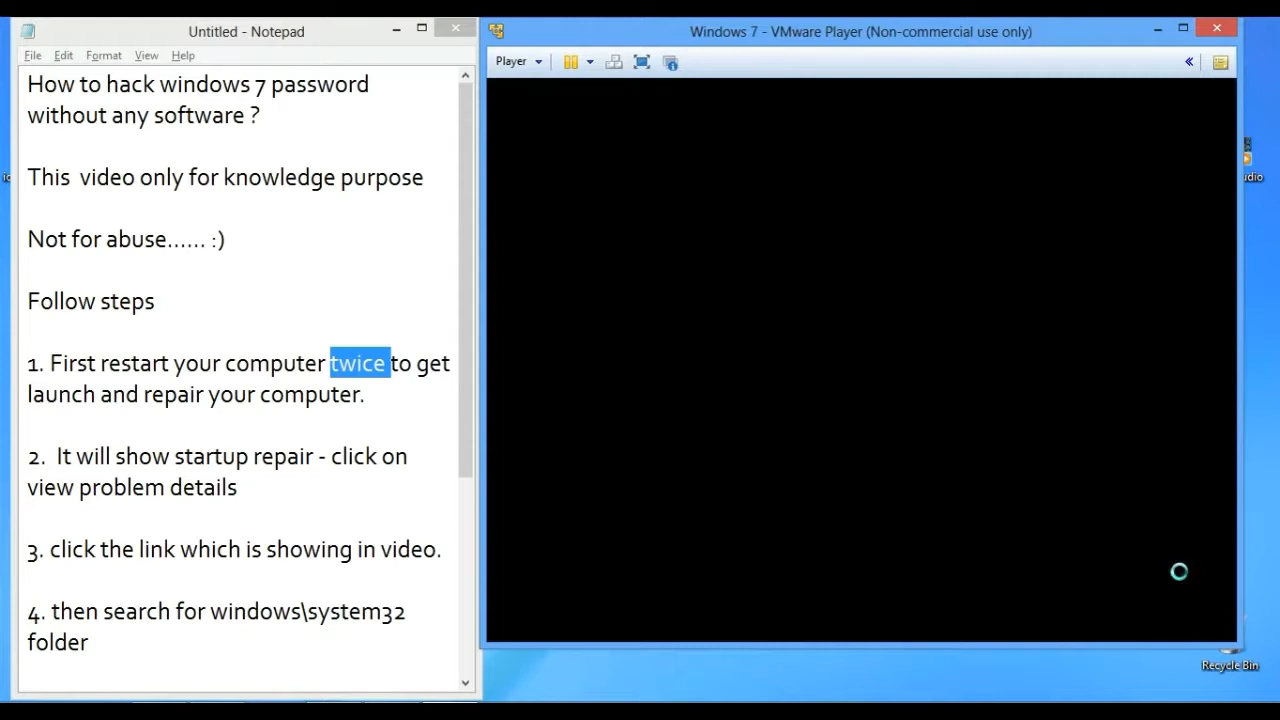 Untitled - Notepad
File Edit Format View Help
How to hack windows 7 password
without any software ?
This video only for knowledge purpose
Not for abuse...... :)
Follow steps
1. First restart your computer twice to get
launch and repair your computer.
2. It will show startup repair - click on
view problem details
3. click the link which is showing in video.
4. then search for windows\system32
folder
Windows 7 - VMware Player (Non-commercial use only)
Player
Recycle Bin